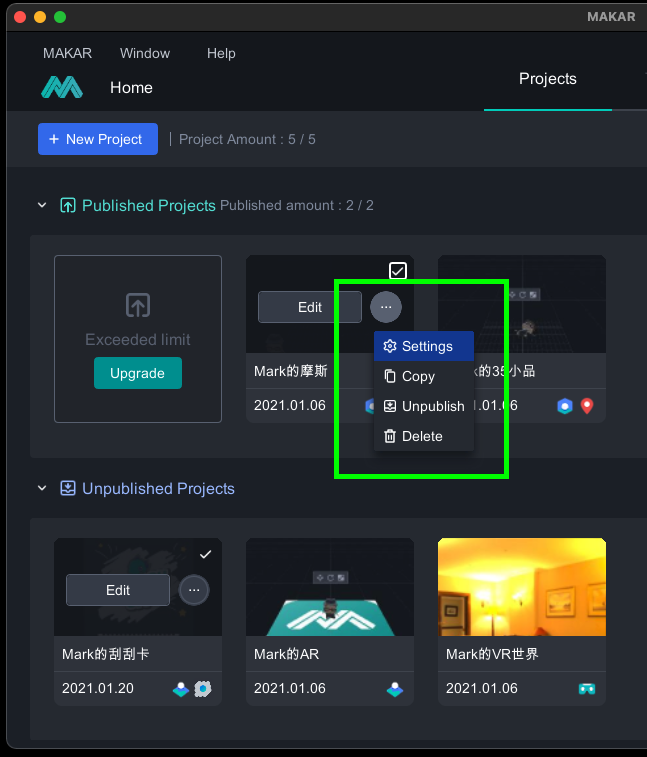 MAKAR
MAKAR Window Help
Home
Projects
+ New Project | Project Amount : 5 / 5
Published Projects Published amount : 2 / 2
Exceeded limit
Upgrade
Edit ...
Settings
Copy
Unpublish
Delete
Mark的摩斯
2021.01.06
k的35小品
1.01.06
Unpublished Projects
Edit ...
Mark的刮刮卡
2021.01.20
Mark的AR
2021.01.06
Mark的VR世界
2021.01.06